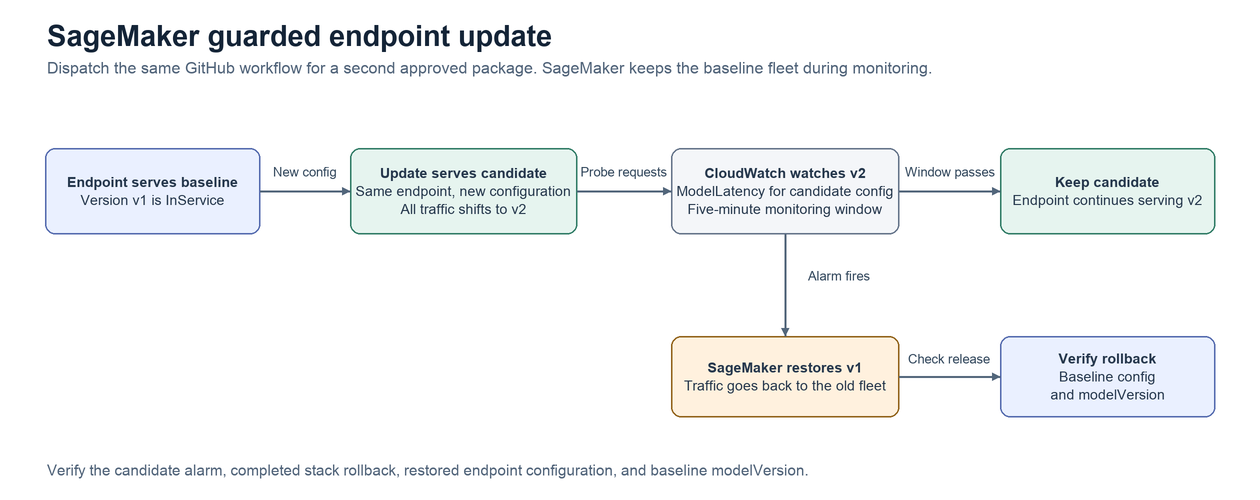 SageMaker guarded endpoint update
Dispatch the same GitHub workflow for a second approved package. SageMaker keeps the baseline fleet during monitoring.
Endpoint serves baseline
Version v1 is InService
New config
Update serves candidate
Same endpoint, new configuration
All traffic shifts to v2
Probe requests
CloudWatch watches v2
ModelLatency for candidate config
Five-minute monitoring window
Window passes
Keep candidate
Endpoint continues serving v2
Alarm fires
SageMaker restores v1
Traffic goes back to the old fleet
Check release
Verify rollback
Baseline config
and modelVersion
Verify the candidate alarm, completed stack rollback, restored endpoint configuration, and baseline modelVersion.